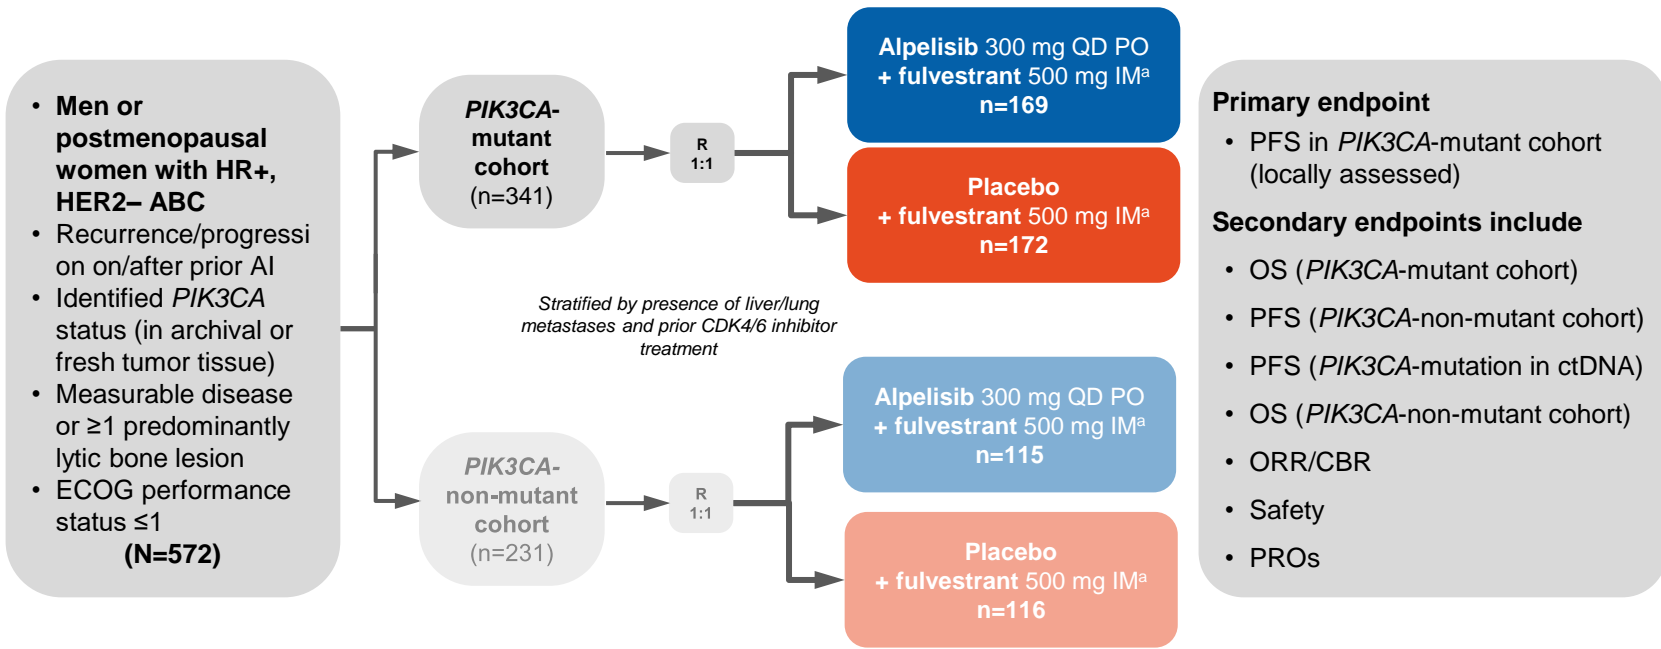 • Men or
postmenopausal
women with HR+,
HER2– ABC
• Recurrence/progressi
on on/after prior AI
• Identified PIK3CA
status (in archival or
fresh tumor tissue)
• Measurable disease
or ≥1 predominantly
lytic bone lesion
• ECOG performance
status ≤1
(N=572)
PIK3CA-
mutant
cohort
(n=341)
R
1:1
Alpelisib 300 mg QD PO
+ fulvestrant 500 mg IMᵃ
n=169
Placebo
+ fulvestrant 500 mg IMᵃ
n=172
Stratified by presence of liver/lung
metastases and prior CDK4/6 inhibitor
treatment
PIK3CA-
non-mutant
cohort
(n=231)
R
1:1
Alpelisib 300 mg QD PO
+ fulvestrant 500 mg IMᵃ
n=115
Placebo
+ fulvestrant 500 mg IMᵃ
n=116
Primary endpoint
• PFS in PIK3CA-mutant cohort
(locally assessed)
Secondary endpoints include
• OS (PIK3CA-mutant cohort)
• PFS (PIK3CA-non-mutant cohort)
• PFS (PIK3CA-mutation in ctDNA)
• OS (PIK3CA-non-mutant cohort)
• ORR/CBR
• Safety
• PROs